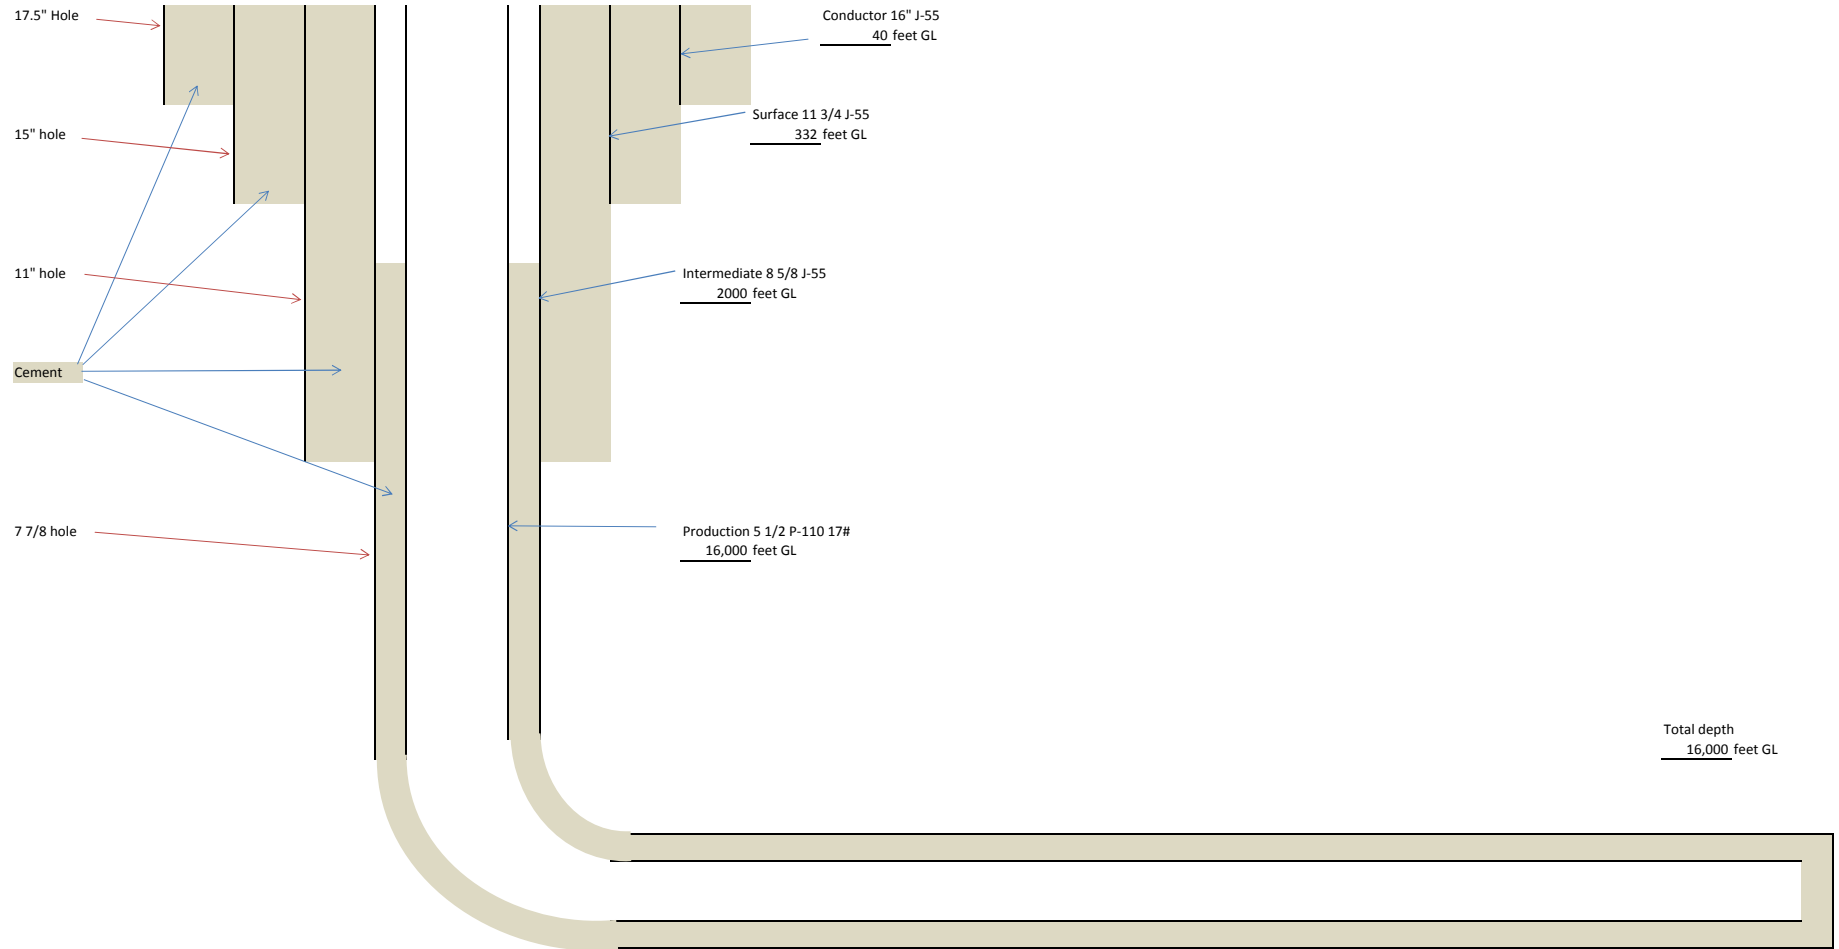 17.5" Hole
Conductor 16" J-55
40 feet GL
Surface 11 3/4 J-55
15" hole
332 feet GL
11" hole
Intermediate 8 5/8 J-55
2000 feet GL
Cement
7 7/8 hole
Production 5 1/2 P-110 17#
16,000 feet GL
Total depth
16,000 feet GL